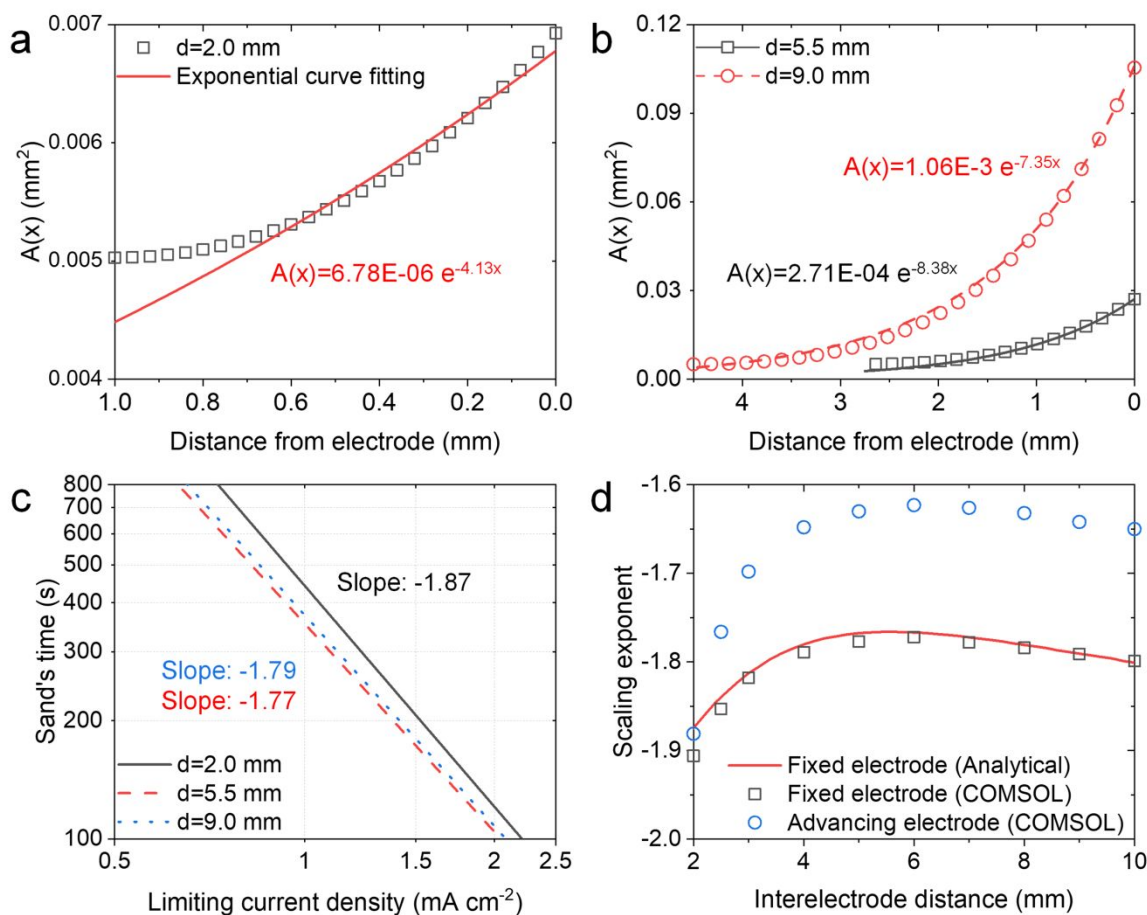 a
0.007
0.006
0.005
0.004
A(x) (mm²)
d=2.0 mm
Exponential curve fitting
A(x)=6.78E-06 e^-4.13x
1.0 0.8 0.6 0.4 0.2 0.0
Distance from electrode (mm)
b
0.12
0.09
0.06
0.03
0.00
A(x) (mm²)
d=5.5 mm
d=9.0 mm
A(x)=1.06E-3 e^-7.35x
A(x)=2.71E-04 e^-8.38x
4 3 2 1 0
Distance from electrode (mm)
c
800
700
600
500
400
300
200
100
Sand's time (s)
Slope: -1.87
Slope: -1.79
Slope: -1.77
d=2.0 mm
d=5.5 mm
d=9.0 mm
0.5 1 1.5 2 2.5
Limiting current density (mA cm⁻²)
d
-1.6
-1.7
-1.8
-1.9
-2.0
Scaling exponent
Fixed electrode (Analytical)
Fixed electrode (COMSOL)
Advancing electrode (COMSOL)
2 4 6 8 10
Interelectrode distance (mm)